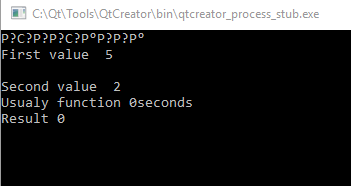 C:\Qt\Tools\QtCreator\bin\qtcreator_process_stub.exe
P?C?P?P?C?P°P?P?P°
First value  5
Second value  2
Usualy function 0seconds
Result 0